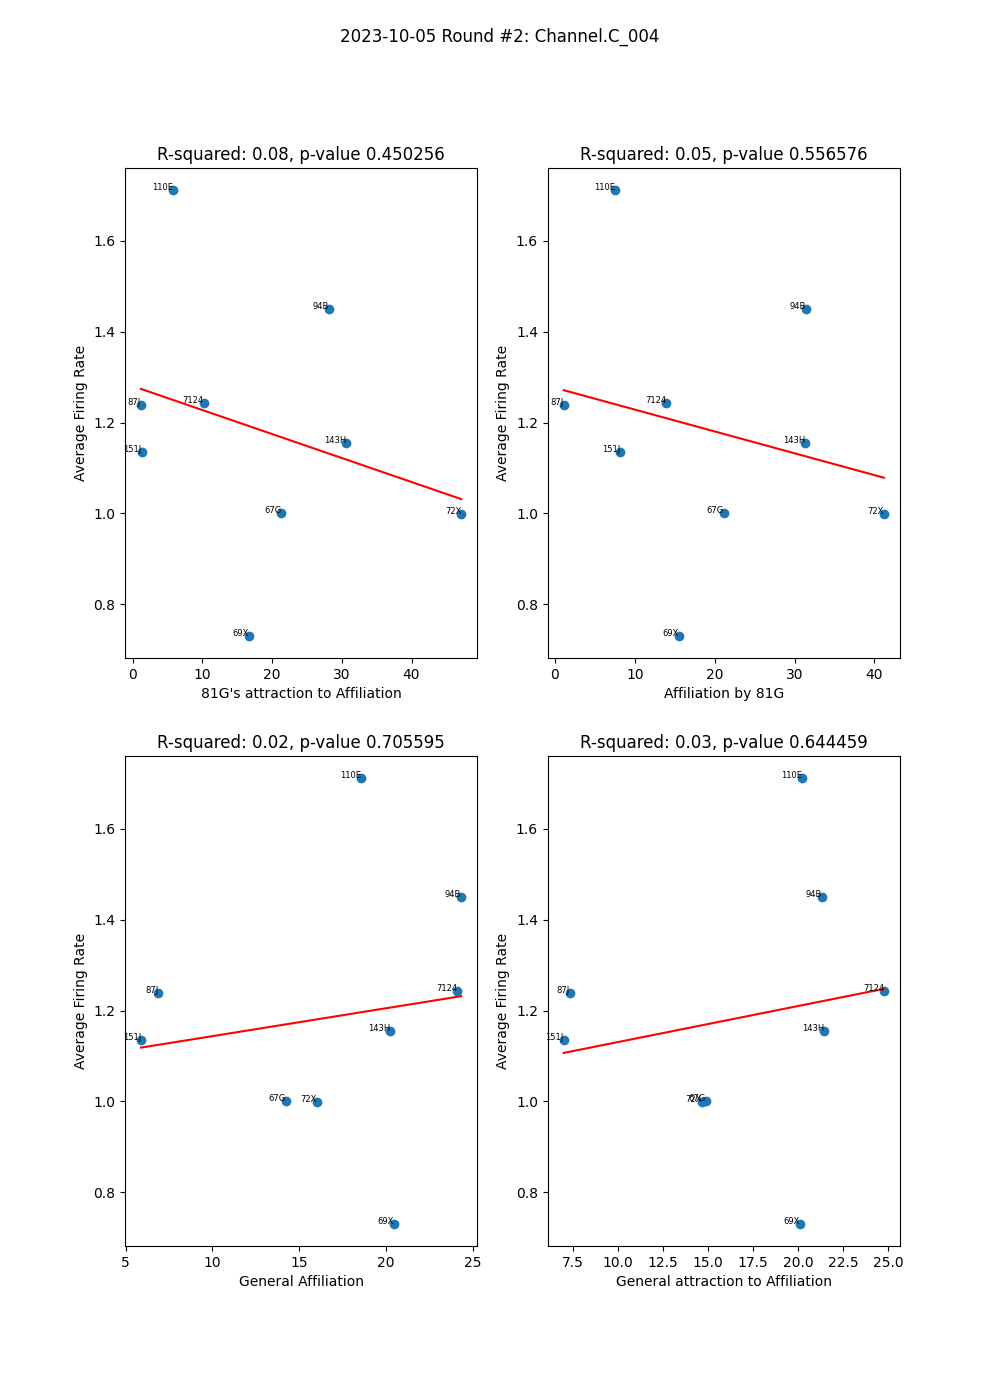 2023-10-05 Round #2: Channel.C_004
R-squared: 0.08, p-value 0.450256
110E
94B
87J
7124
143H
151J
67G
72X
69X
1.6
1.4
1.2
1.0
0.8
Average Firing Rate
0 10 20 30 40
81G's attraction to Affiliation
R-squared: 0.05, p-value 0.556576
110E
94B
87J
7124
143H
151J
67G
72X
69X
1.6
1.4
1.2
1.0
0.8
Average Firing Rate
0 10 20 30 40
Affiliation by 81G
R-squared: 0.02, p-value 0.705595
110E
94B
87J
7124
143H
151J
67G
72X
69X
1.6
1.4
1.2
1.0
0.8
Average Firing Rate
5 10 15 20 25
General Affiliation
R-squared: 0.03, p-value 0.644459
110E
94B
87J
7124
143H
151J
72X
67G
69X
1.6
1.4
1.2
1.0
0.8
Average Firing Rate
7.5 10.0 12.5 15.0 17.5 20.0 22.5 25.0
General attraction to Affiliation